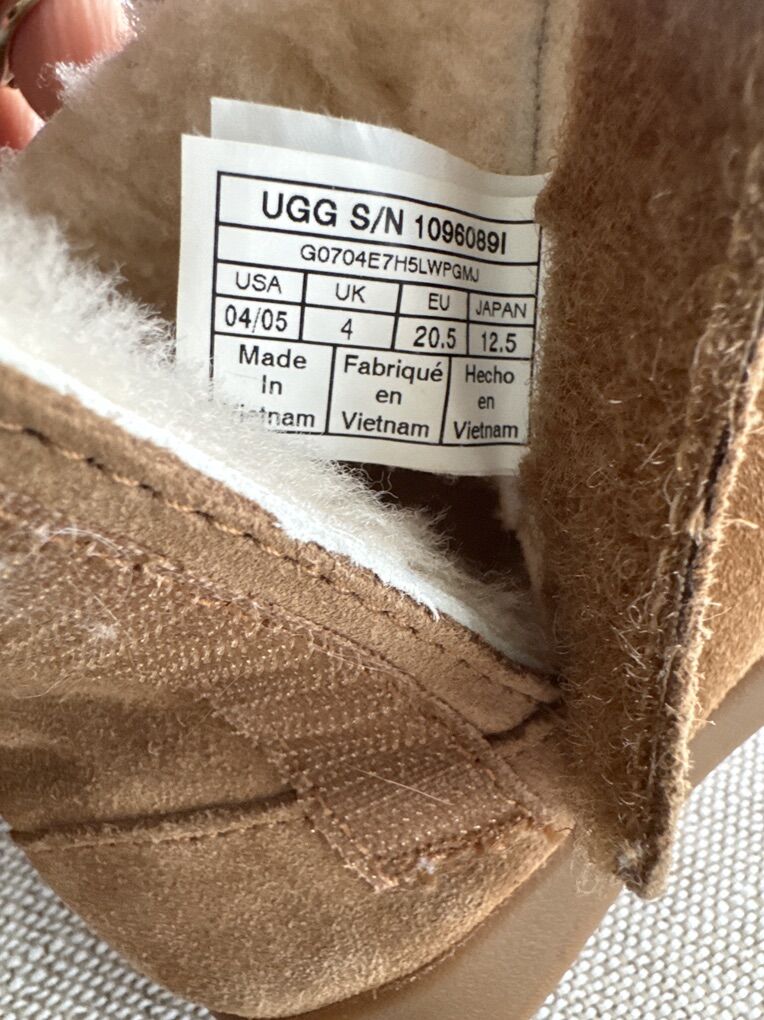 UGG S/N 1096089I
G0704E7H5LWPGMJ
USA UK EU JAPAN
04/05 4 20.5 12.5
Made Fabriqué Hecho
In en en
Vietnam Vietnam Vietnam